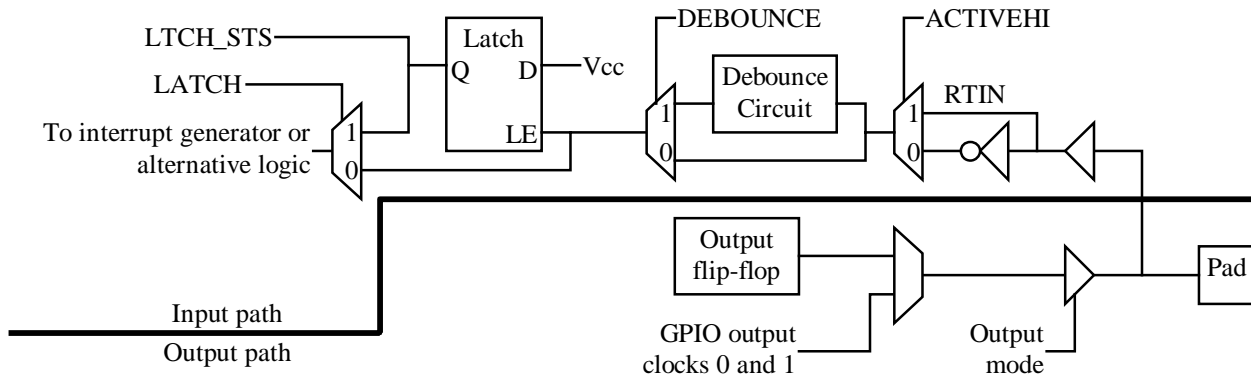 DEBOUNCE
ACTIVEHI
LTCH_STS
Latch
Q
D
Vcc
Debounce
Circuit
LATCH
RTIN
1
1
1
To interrupt generator or
alternative logic
LE
0
0
0
Output
flip-flop
Pad
Input path
Output path
GPIO output
clocks 0 and 1
Output
mode